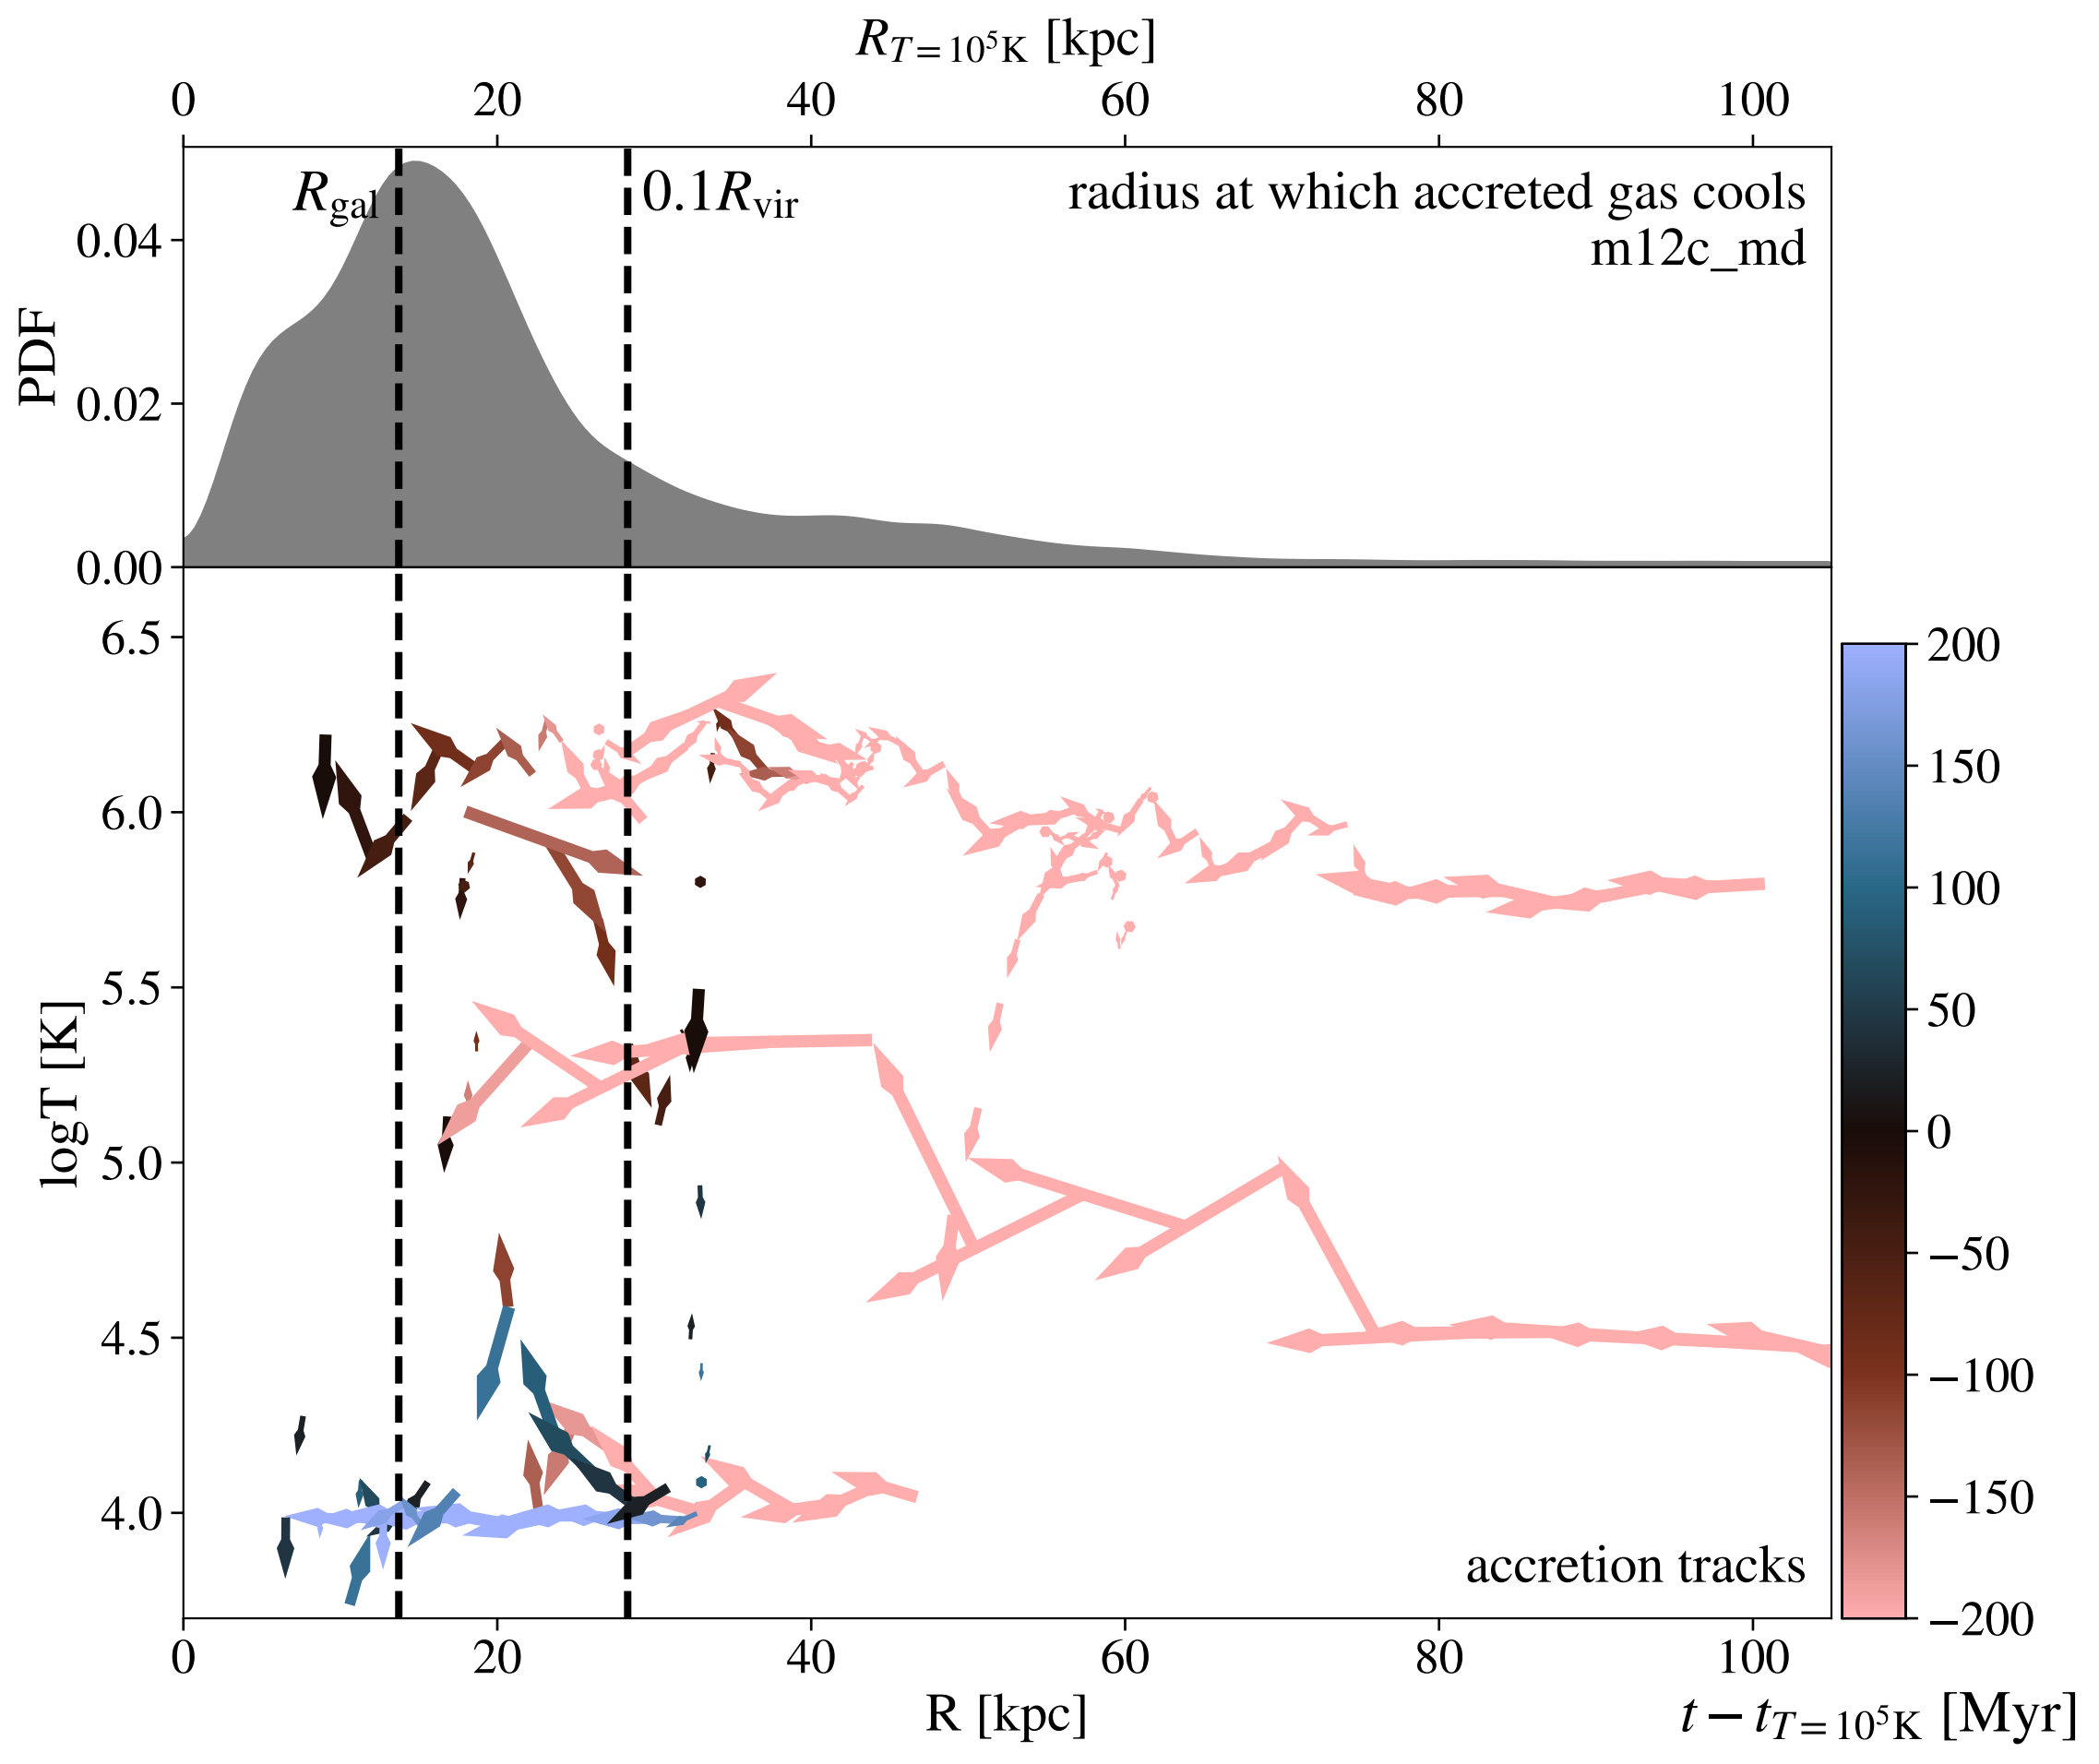 R_{T=10^5K} [kpc]
0 20 40 60 80 100
R_gal
0.1R_vir
radius at which accreted gas cools
m12c_md
PDF
0.04
0.02
0.00
logT [K]
6.5
6.0
5.5
5.0
4.5
4.0
accretion tracks
0 20 40 60 80 100
R [kpc]
200
150
100
50
0
−50
−100
−150
−200
t − t_{T=10^5K} [Myr]